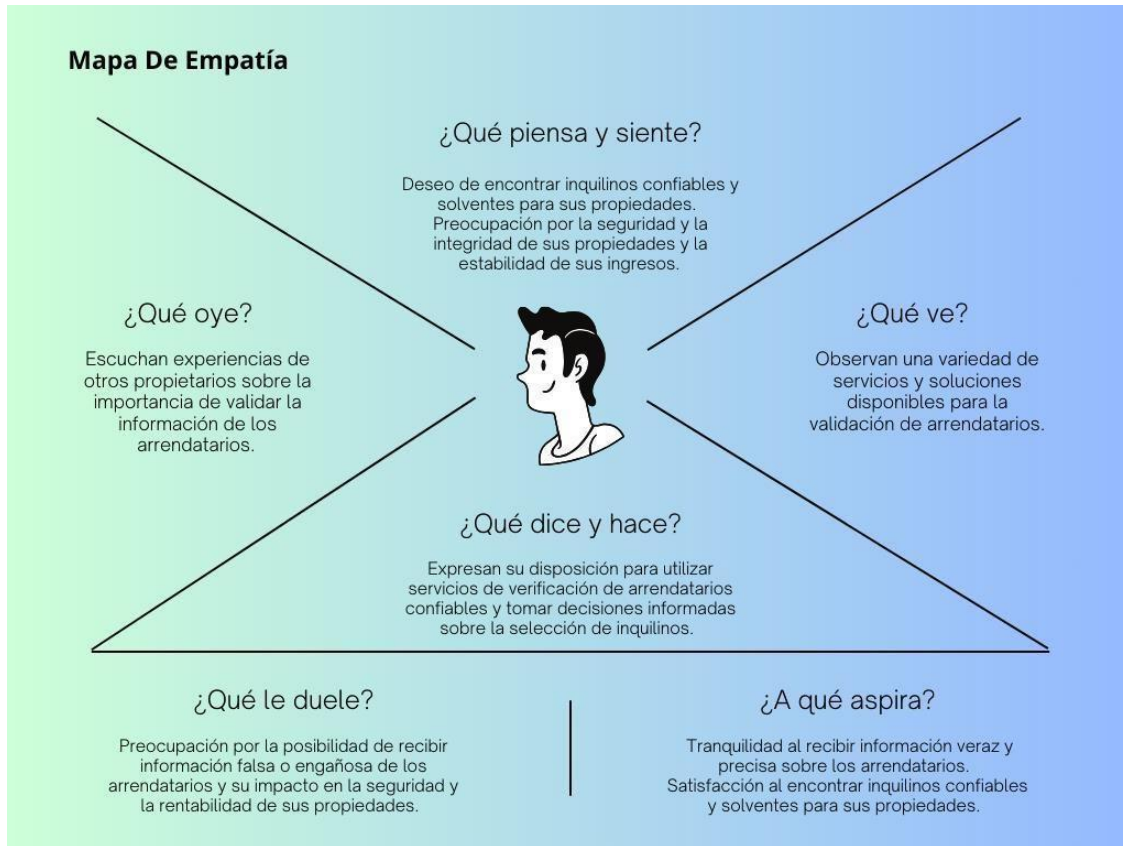 Mapa De Empatía
¿Qué piensa y siente?
Deseo de encontrar inquilinos confiables y
solventes para sus propiedades.
Preocupación por la seguridad y la
integridad de sus propiedades y la
estabilidad de sus ingresos.
¿Qué oye?
Escuchan experiencias de
otros propietarios sobre la
importancia de validar la
información de los
arrendatarios.
¿Qué ve?
Observan una variedad de
servicios y soluciones
disponibles para la
validación de arrendatarios.
¿Qué dice y hace?
Expresan su disposición para utilizar
servicios de verificación de arrendatarios
confiables y tomar decisiones informadas
sobre la selección de inquilinos.
¿Qué le duele?
Preocupación por la posibilidad de recibir
información falsa o engañosa de los
arrendatarios y su impacto en la seguridad y
la rentabilidad de sus propiedades.
¿A qué aspira?
Tranquilidad al recibir información veraz y
precisa sobre los arrendatarios.
Satisfacción al encontrar inquilinos confiables
y solventes para sus propiedades.